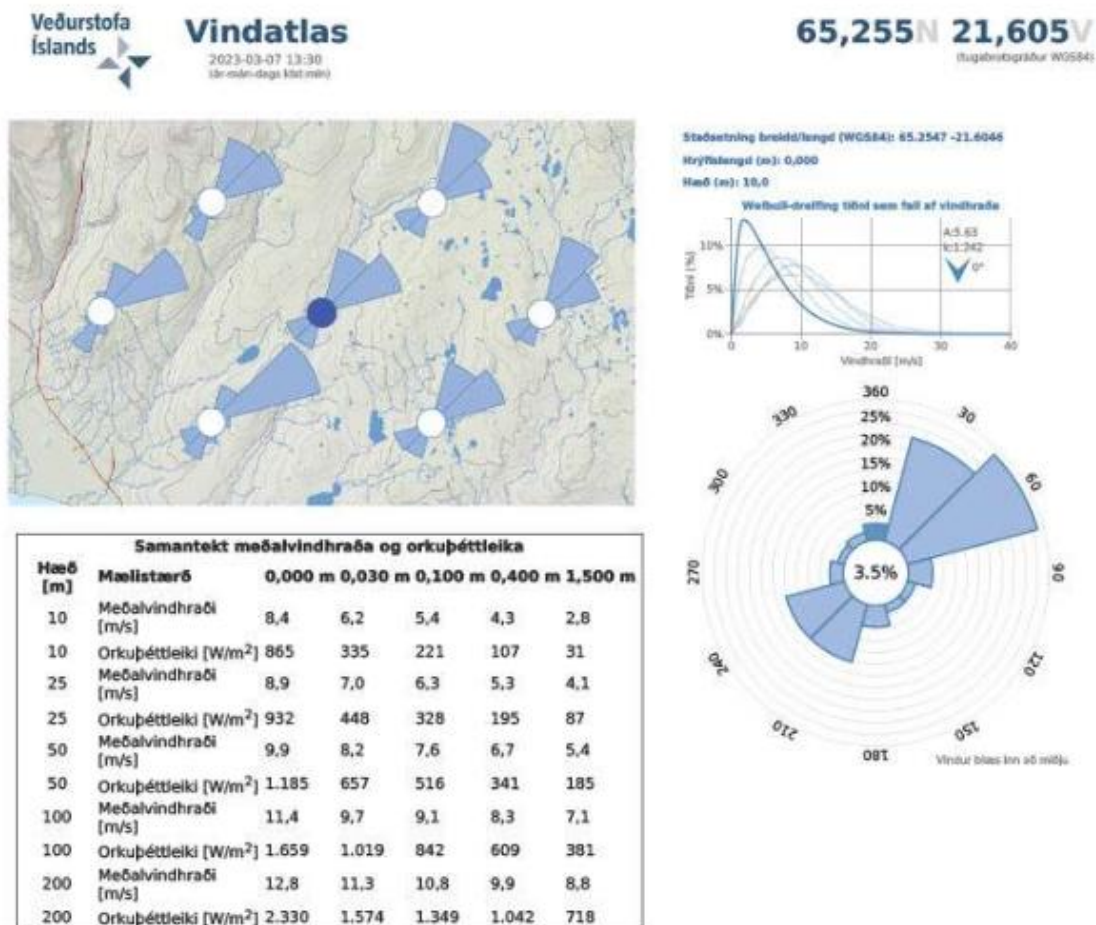 Veðurstofa
Íslands
Vindatlas
2023-03-07 13:30
(ár-mán-dags klst:mín)
65,255N 21,605V
(tugabrotsgráður WGS84)
Staðsetning breidd/lengd (WGS84): 65.2547 -21.6046
Hrýfislengd (m): 0,000
Hæð (m): 10,0
Weibull-dreifing tíðni sem fall af vindhraða
A:5.63
k:1.242
0°
Tíðni (%)
10%
5%
0%
0 10 20 30 40
Vindhraði [m/s]
360
30
60
90
120
150
180
210
240
270
300
330
25%
20%
15%
10%
5%
3.5%
Vindur blæs inn að miðju
Samantekt meðalvindhraða og orkuþéttleika
Hæð
[m] Mælistærð 0,000 m 0,030 m 0,100 m 0,400 m 1,500 m
10 Meðalvindhraði
[m/s] 8,4 6,2 5,4 4,3 2,8
10 Orkuþéttleiki [W/m²] 865 335 221 107 31
25 Meðalvindhraði
[m/s] 8,9 7,0 6,3 5,3 4,1
25 Orkuþéttleiki [W/m²] 932 448 328 195 87
50 Meðalvindhraði
[m/s] 9,9 8,2 7,6 6,7 5,4
50 Orkuþéttleiki [W/m²] 1.185 657 516 341 185
100 Meðalvindhraði
[m/s] 11,4 9,7 9,1 8,3 7,1
100 Orkuþéttleiki [W/m²] 1.659 1.019 842 609 381
200 Meðalvindhraði
[m/s] 12,8 11,3 10,8 9,9 8,8
200 Orkuþéttleiki [W/m²] 2.330 1.574 1.349 1.042 718